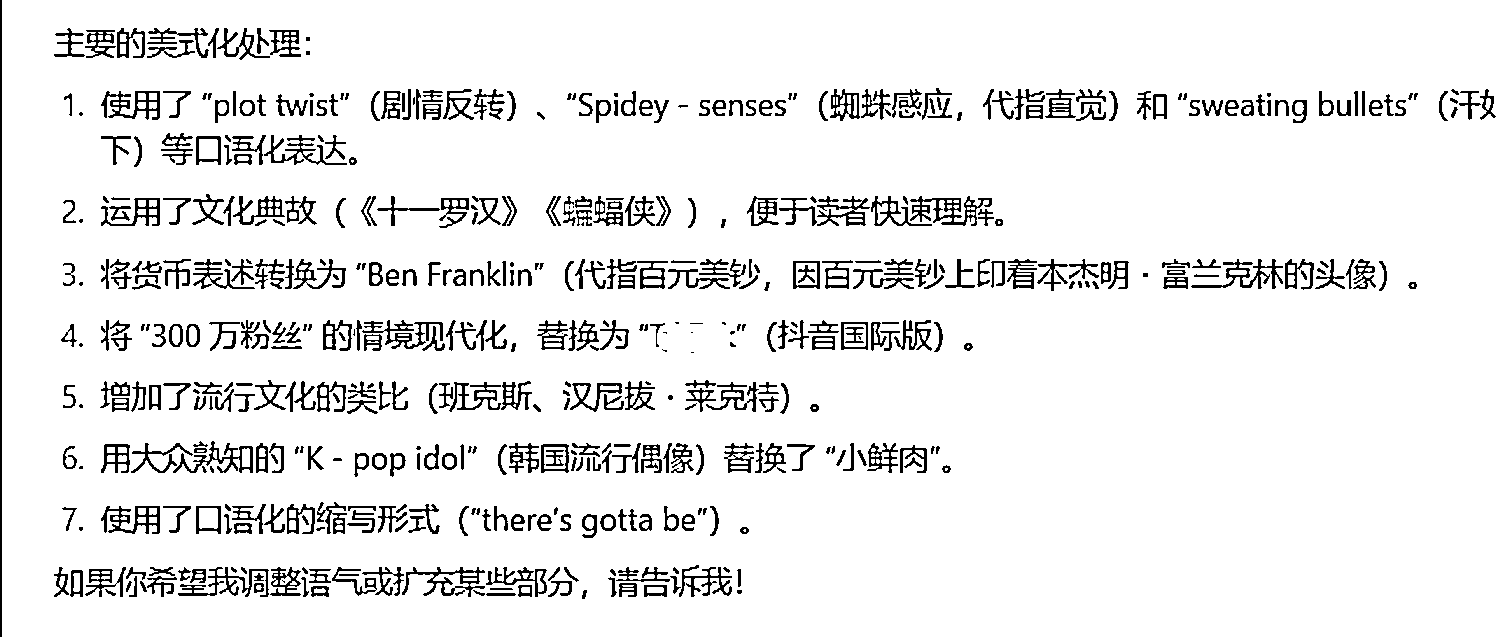 主要的美式化处理：
1. 使用了 “plot twist”（剧情反转）、“Spidey - senses”（蜘蛛感应，代指直觉）和 “sweating bullets”（汗如
下）等口语化表达。
2. 运用了文化典故（《十一罗汉》《蝙蝠侠》），便于读者快速理解。
3. 将货币表述转换为 “Ben Franklin”（代指百元美钞，因百元美钞上印着本杰明・富兰克林的头像）。
4. 将 “300 万粉丝” 的情境现代化，替换为 “”（抖音国际版）。
5. 增加了流行文化的类比（班克斯、汉尼拔・莱克特）。
6. 用大众熟知的 “K - pop idol”（韩国流行偶像）替换了 “小鲜肉”。
7. 使用了口语化的缩写形式（“there's gotta be”）。
如果你希望我调整语气或扩充某些部分，请告诉我！